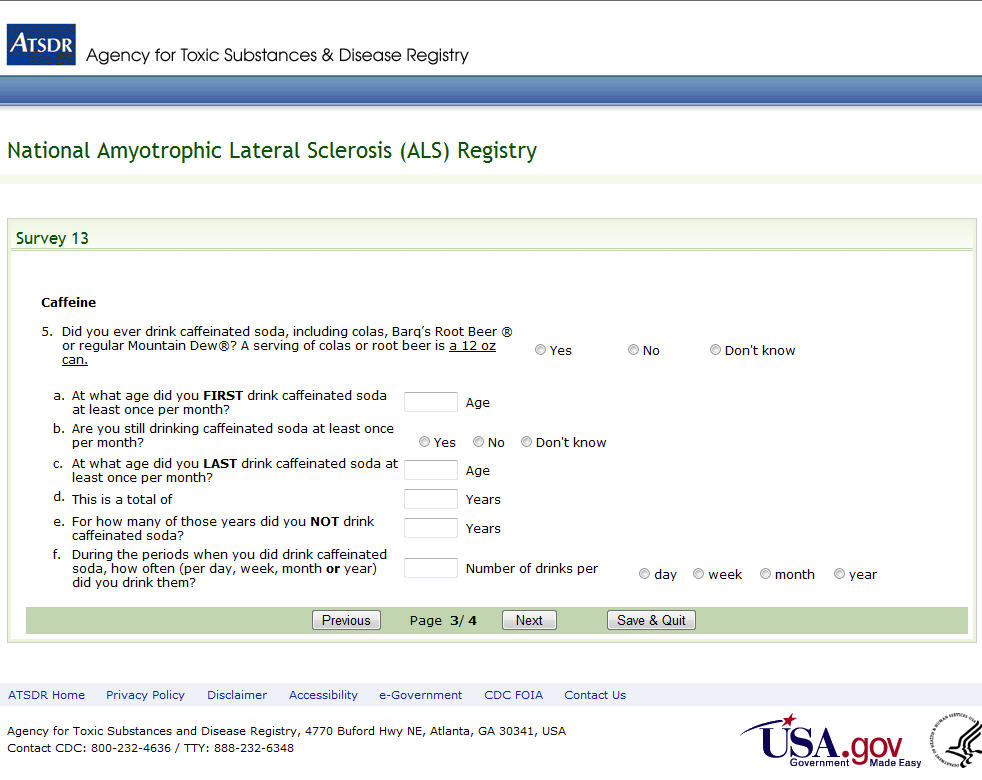 ATSDR Agency for Toxic Substances & Disease Registry
National Amyotrophic Lateral Sclerosis (ALS) Registry
Survey 13
Caffeine
5. Did you ever drink caffeinated soda, including colas, Barq's Root Beer ®
or regular Mountain Dew®? A serving of colas or root beer is a 12 oz
can.
Yes No Don't know
a. At what age did you FIRST drink caffeinated soda
at least once per month?
Age
b. Are you still drinking caffeinated soda at least once
per month?
Yes No Don't know
c. At what age did you LAST drink caffeinated soda at
least once per month?
Age
d. This is a total of
Years
e. For how many of those years did you NOT drink
caffeinated soda?
Years
f. During the periods when you did drink caffeinated
soda, how often (per day, week, month or year)
did you drink them?
Number of drinks per day week month year
Previous Page 3/ 4 Next Save & Quit
ATSDR Home Privacy Policy Disclaimer Accessibility e-Government CDC FOIA Contact Us
Agency for Toxic Substances and Disease Registry, 4770 Buford Hwy NE, Atlanta, GA 30341, USA
Contact CDC: 800-232-4636 / TTY: 888-232-6348
USA.gov
Government Made Easy